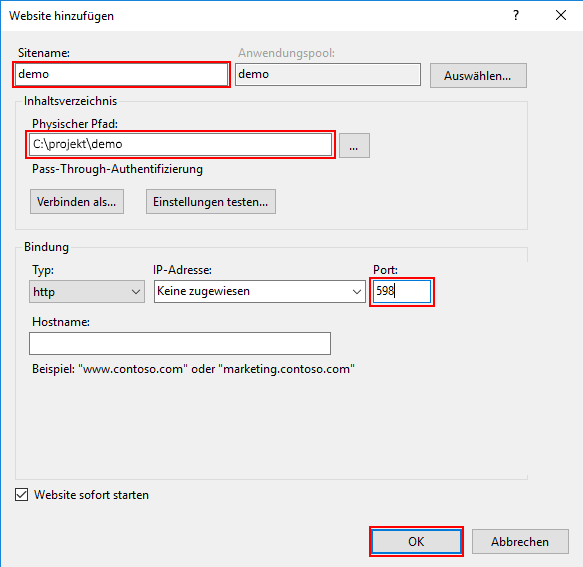 Website hinzufügen
?
Sitename: Anwendungspool:
demo demo Auswählen...
Inhaltsverzeichnis
Physischer Pfad:
C:\projekt\demo ...
Pass-Through-Authentifizierung
Verbinden als... Einstellungen testen...
Bindung
Typ: IP-Adresse: Port:
http Keine zugewiesen 598
Hostname:
Beispiel: "www.contoso.com" oder "marketing.contoso.com"
Website sofort starten
OK Abbrechen